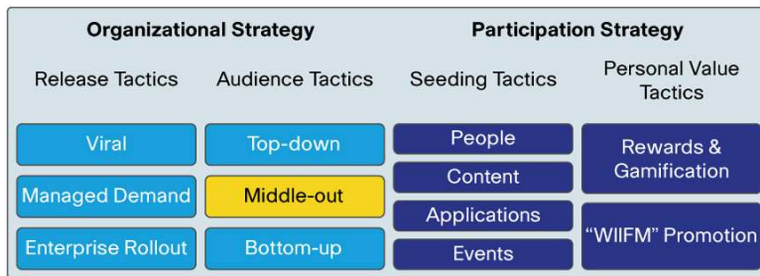 Organizational Strategy
Participation Strategy
Release Tactics
Audience Tactics
Seeding Tactics
Personal Value
Tactics
Viral
Managed Demand
Enterprise Rollout
Top-down
Middle-out
Bottom-up
People
Content
Applications
Events
Rewards &
Gamification
“WIIFM” Promotion